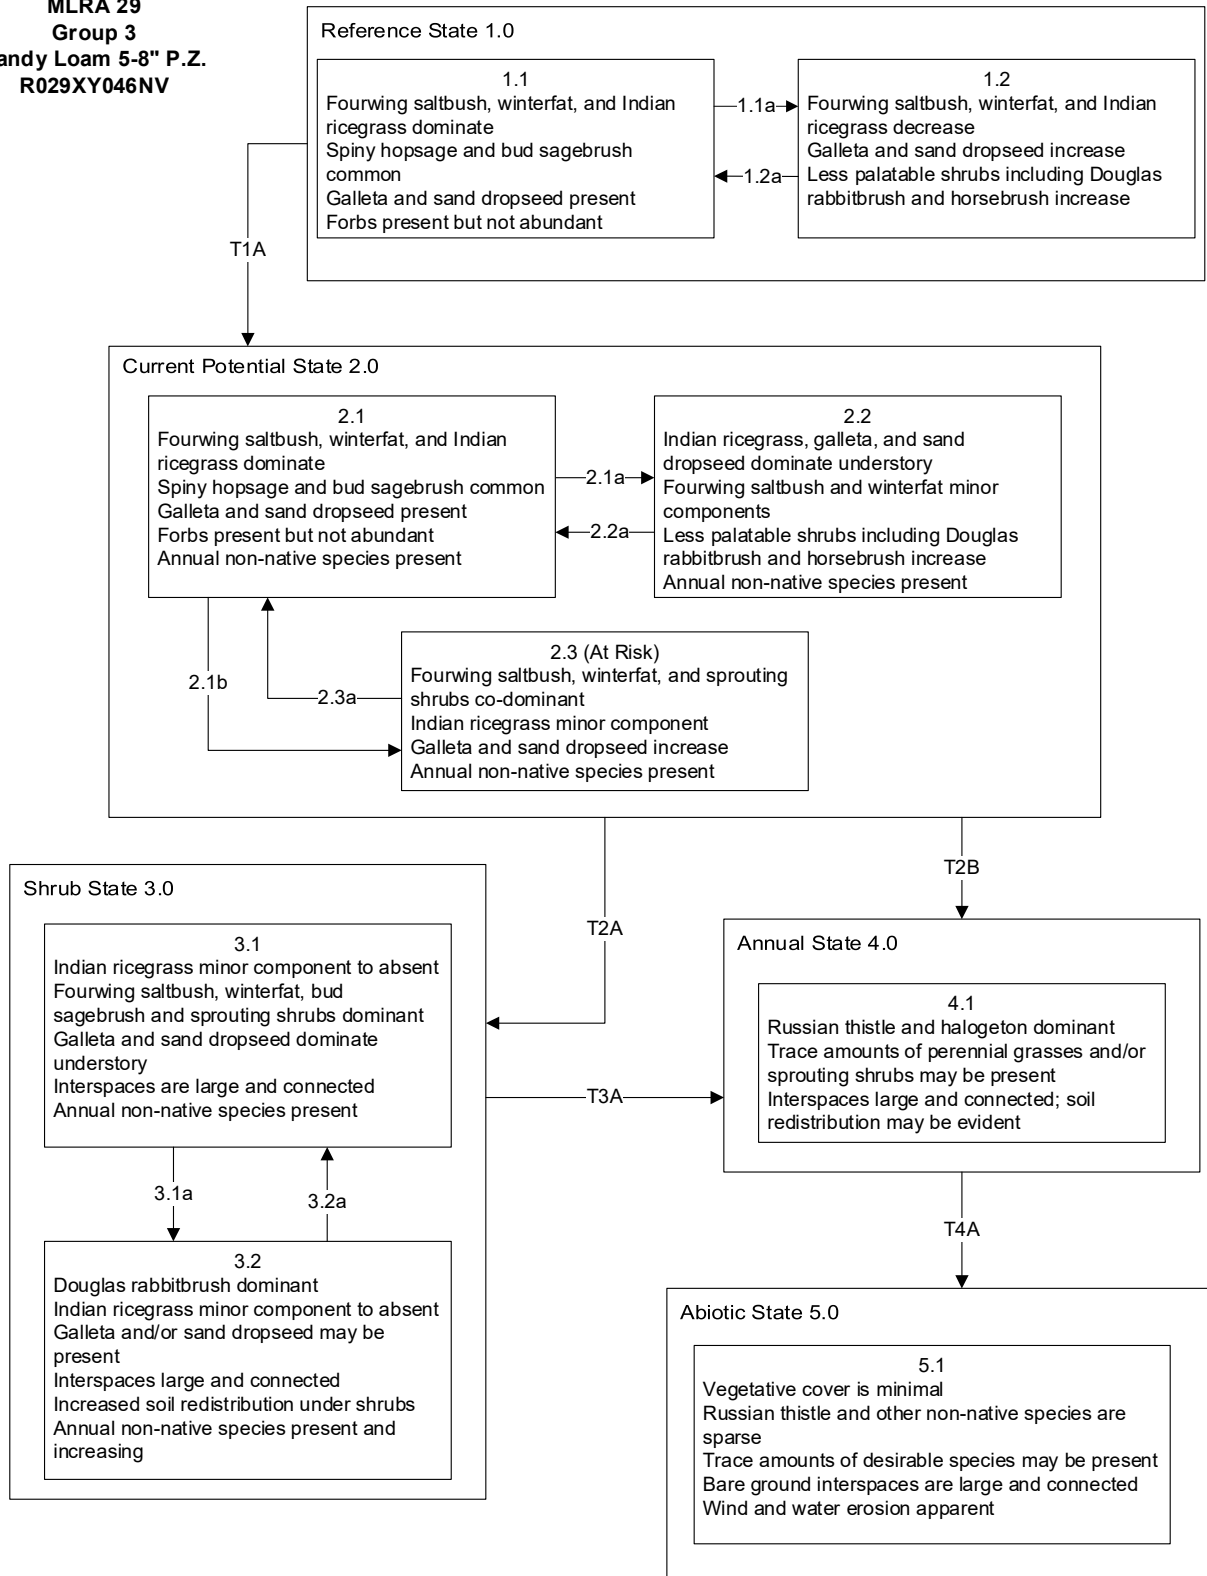 MLRA 29
Group 3
andy Loam 5-8" P.Z.
R029XY046NV
Reference State 1.0
1.1
Fourwing saltbush, winterfat, and Indian
ricegrass dominate
Spiny hopsage and bud sagebrush
common
Galleta and sand dropseed present
Forbs present but not abundant
1.1a
1.2a
1.2
Fourwing saltbush, winterfat, and Indian
ricegrass decrease
Galleta and sand dropseed increase
Less palatable shrubs including Douglas
rabbitbrush and horsebrush increase
T1A
Current Potential State 2.0
2.1
Fourwing saltbush, winterfat, and Indian
ricegrass dominate
Spiny hopsage and bud sagebrush common
Galleta and sand dropseed present
Forbs present but not abundant
Annual non-native species present
2.1a
2.2a
2.2
Indian ricegrass, galleta, and sand
dropseed dominate understory
Fourwing saltbush and winterfat minor
components
Less palatable shrubs including Douglas
rabbitbrush and horsebrush increase
Annual non-native species present
2.1b
2.3a
2.3 (At Risk)
Fourwing saltbush, winterfat, and sprouting
shrubs co-dominant
Indian ricegrass minor component
Galleta and sand dropseed increase
Annual non-native species present
T2A
T2B
Shrub State 3.0
3.1
Indian ricegrass minor component to absent
Fourwing saltbush, winterfat, bud
sagebrush and sprouting shrubs dominant
Galleta and sand dropseed dominate
understory
Interspaces are large and connected
Annual non-native species present
3.1a
3.2a
3.2
Douglas rabbitbrush dominant
Indian ricegrass minor component to absent
Galleta and/or sand dropseed may be
present
Interspaces large and connected
Increased soil redistribution under shrubs
Annual non-native species present and
increasing
T3A
Annual State 4.0
4.1
Russian thistle and halogeton dominant
Trace amounts of perennial grasses and/or
sprouting shrubs may be present
Interspaces large and connected; soil
redistribution may be evident
T4A
Abiotic State 5.0
5.1
Vegetative cover is minimal
Russian thistle and other non-native species are
sparse
Trace amounts of desirable species may be present
Bare ground interspaces are large and connected
Wind and water erosion apparent